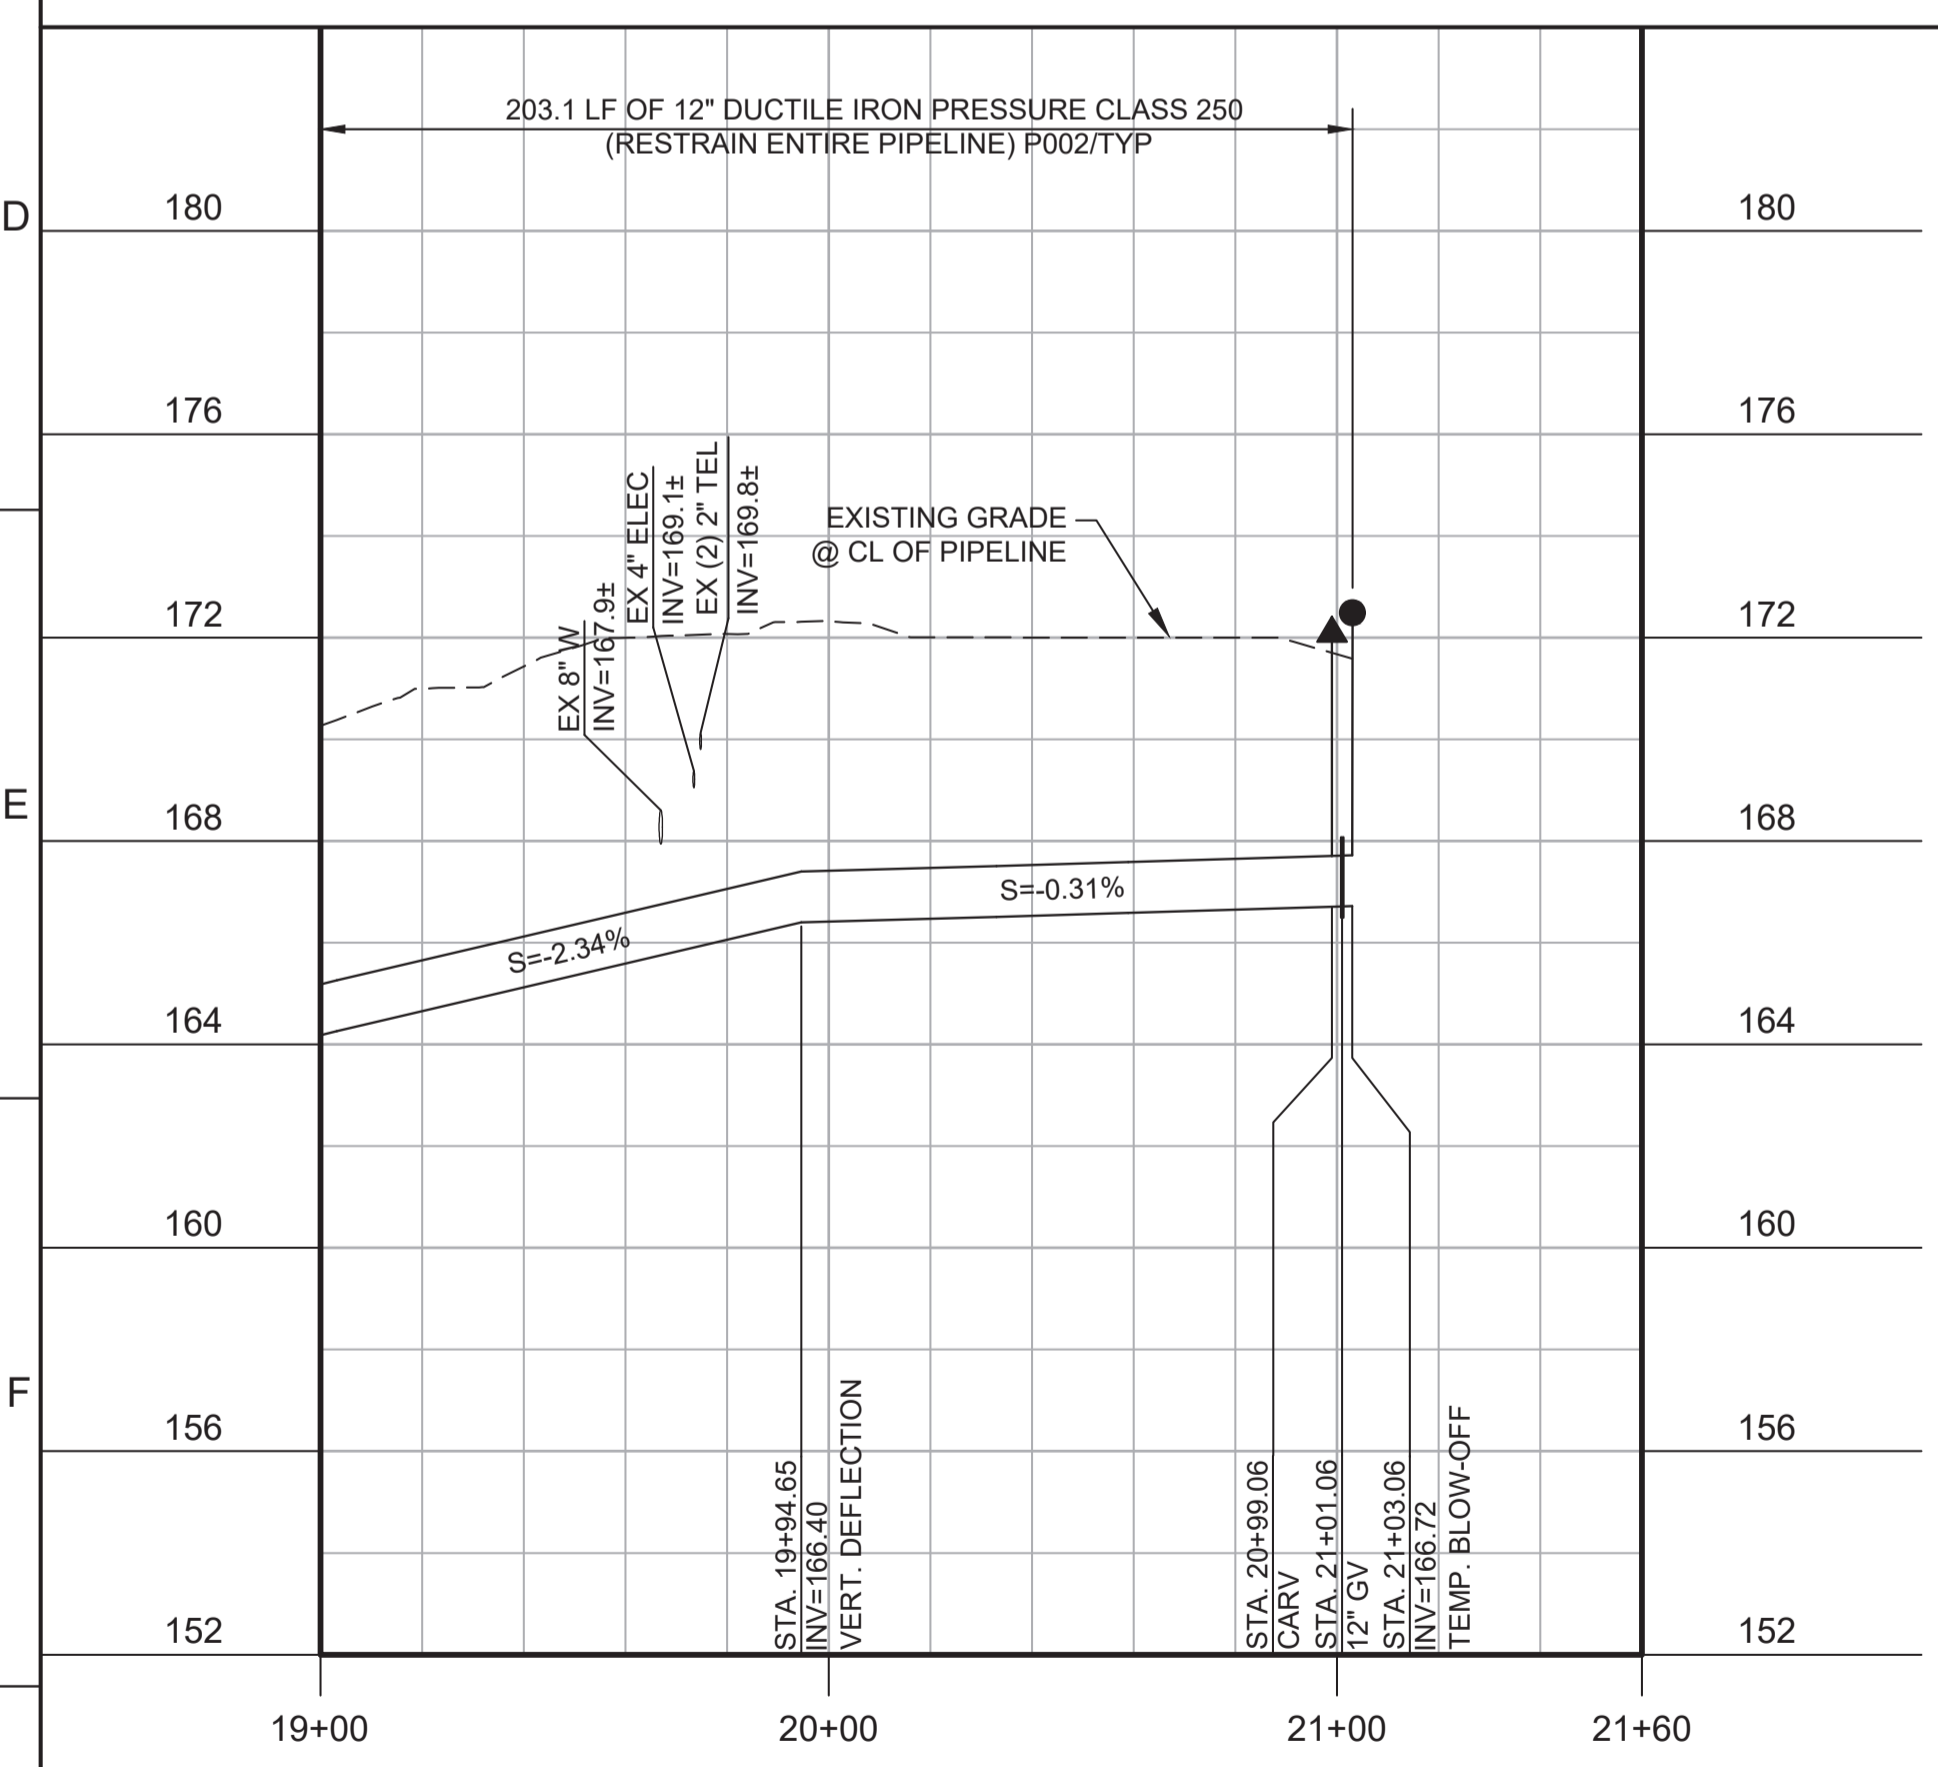 203.1 LF OF 12" DUCTILE IRON PRESSURE CLASS 250
(RESTRAIN ENTIRE PIPELINE) P002/TYP
D
180
180
176
176
EX 8" W
INV=167.9±
EX 4" ELEC
INV=169.1±
EX (2) 2" TEL
INV=169.8±
EXISTING GRADE
@ CL OF PIPELINE
172
172
E
168
168
S=-0.31%
S=-2.34%
164
164
160
160
F
156
156
STA. 19+94.65
INV=166.40
VERT. DEFLECTION
STA. 20+99.06
CARV
STA. 21+01.06
12" GV
STA. 21+03.06
INV=166.72
TEMP. BLOW-OFF
152
152
19+00
20+00
21+00
21+60